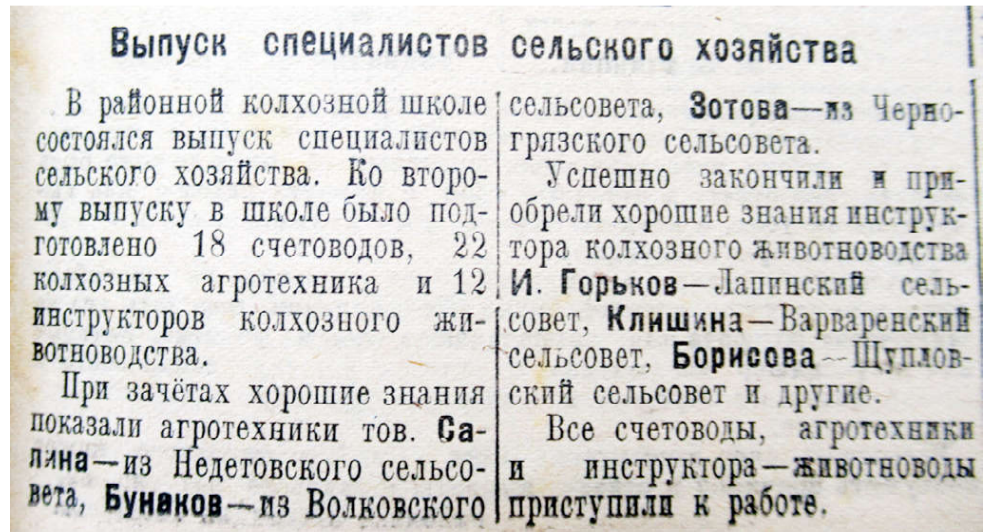 Выпуск специалистов сельского хозяйства
В районной колхозной школе
состоялся выпуск специалистов
сельского хозяйства. Ко второ-
му выпуску в школе было под-
готовлено 18 счетоводов, 22
колхозных агротехника и 12
инструкторов колхозного жи-
вотноводства.
При зачётах хорошие знания
показали агротехники тов. Са-
лина—из Недетовского сельсо-
вета, Бунаков—из Волковского
сельсовета, Зотова—из Черно-
грязского сельсовета.
Успешно закончили и при-
обрели хорошие знания инструк-
тора колхозного животноводства
И. Горьков—Лапинский сель-
совет, Клишина—Варваренский
сельсовет, Борисова—Щуплов-
ский сельсовет и другие.
Все счетоводы, агротехники
и инструктора—животноводы
приступили к работе.